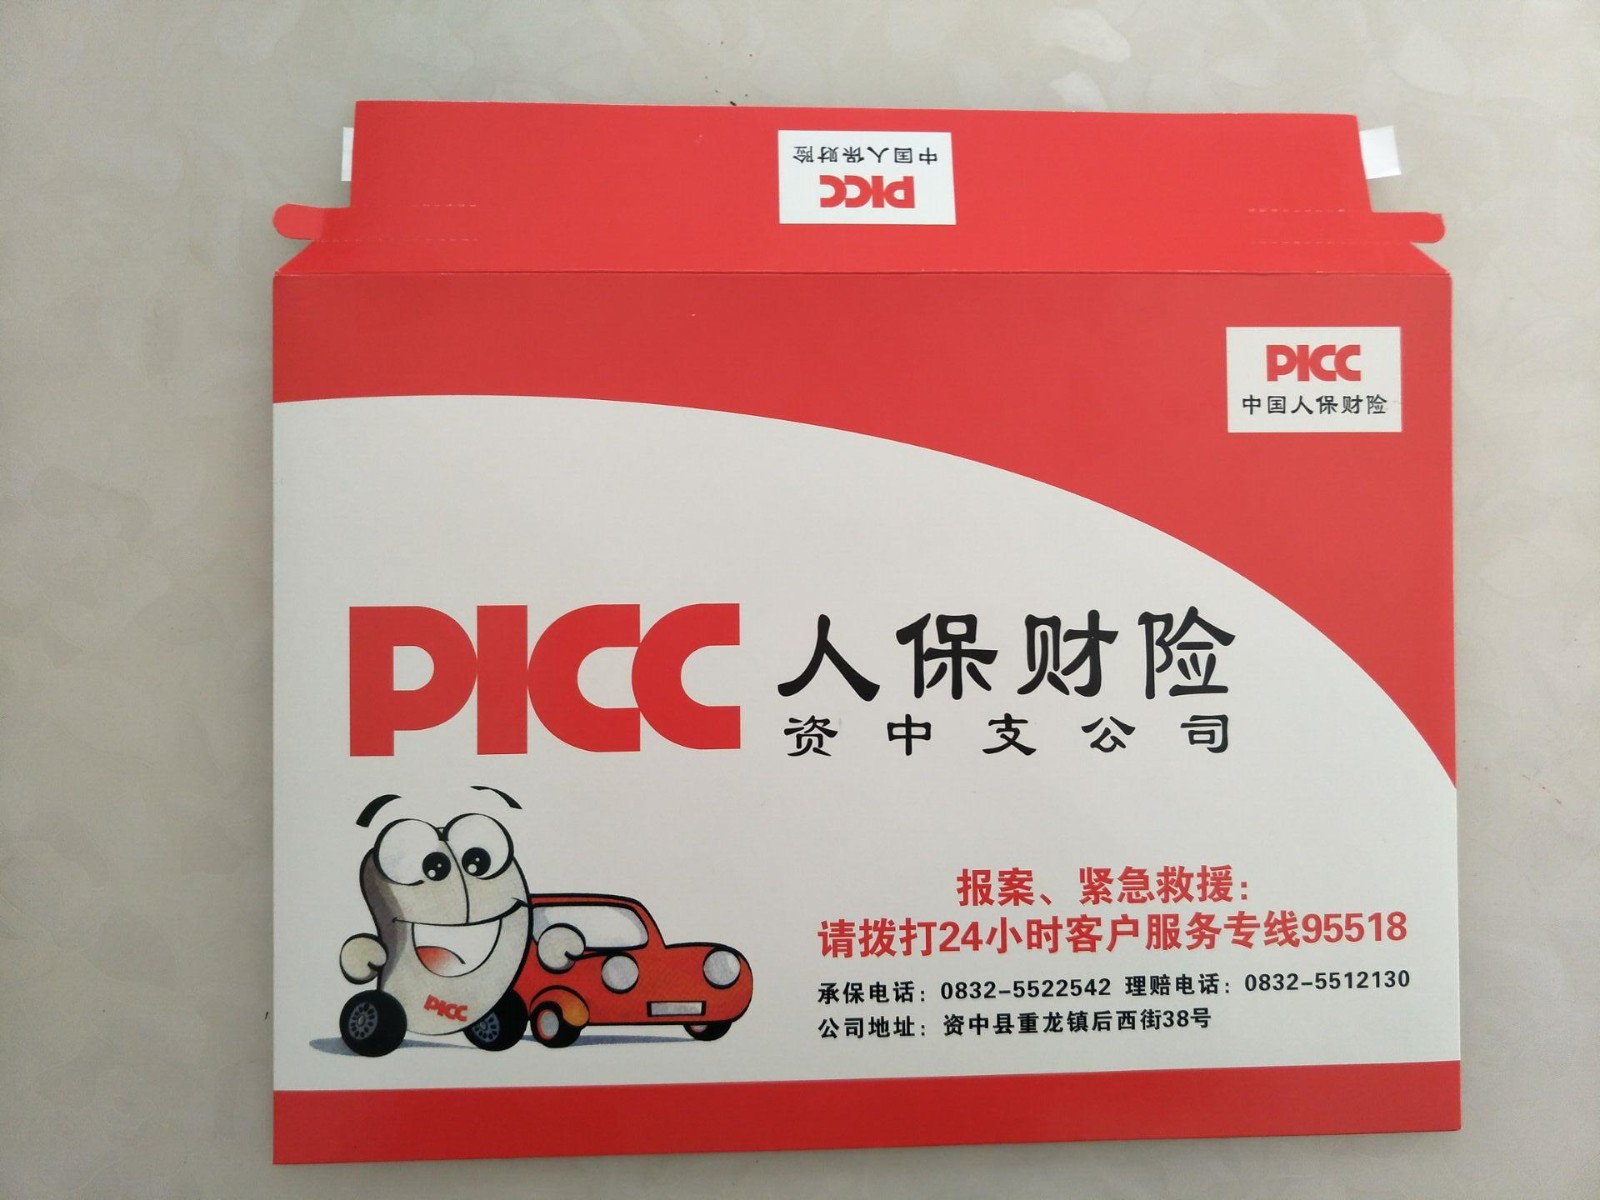 中国人保财险
PICC
PICC
中国人保财险
PICC 人保财险
资中支公司
PICC
报案、紧急救援：
请拨打24小时客户服务专线95518
承保电话：0832-5522542 理赔电话：0832-5512130
公司地址：资中县重龙镇后西街38号